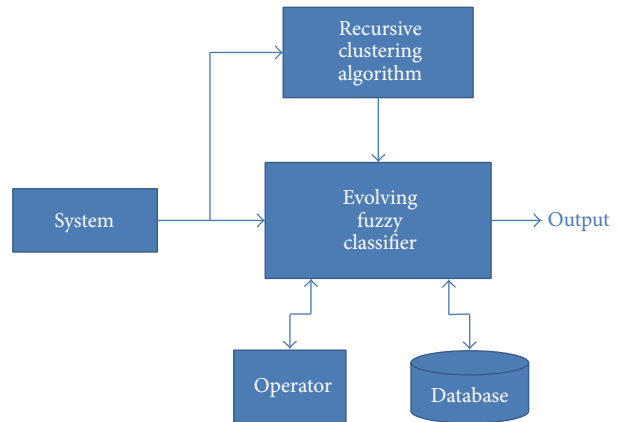 Recursive
clustering
algorithm
System
Evolving
fuzzy
classifier
Output
Operator
Database